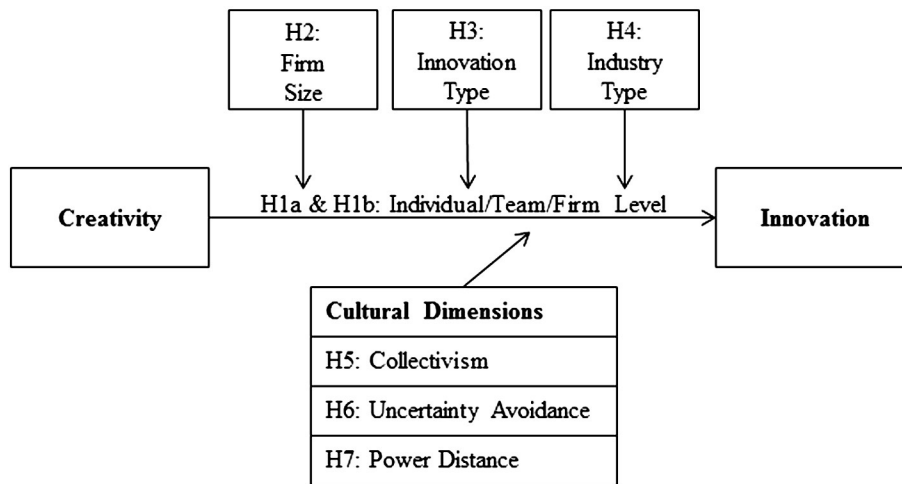 H2:
Firm
Size
H3:
Innovation
Type
H4:
Industry
Type
Creativity
H1a & H1b: Individual/Team/Firm Level
Innovation
Cultural Dimensions
H5: Collectivism
H6: Uncertainty Avoidance
H7: Power Distance